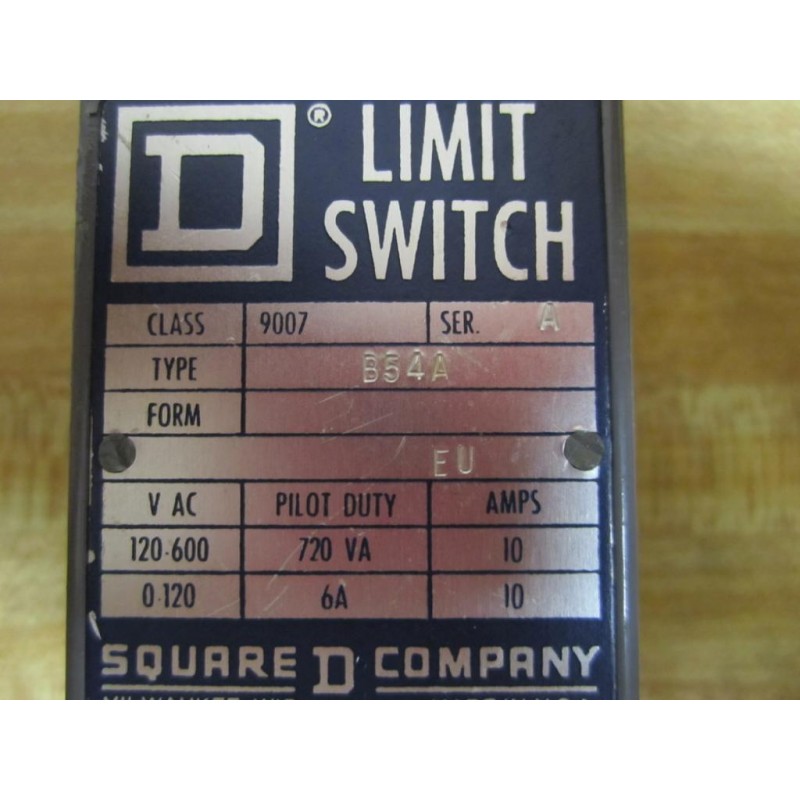 D ® LIMIT
SWITCH
CLASS 9007 SER. A
TYPE B54A
FORM
EU
V AC PILOT DUTY AMPS
120-600 720 VA 10
0-120 6A 10
SQUARE D COMPANY